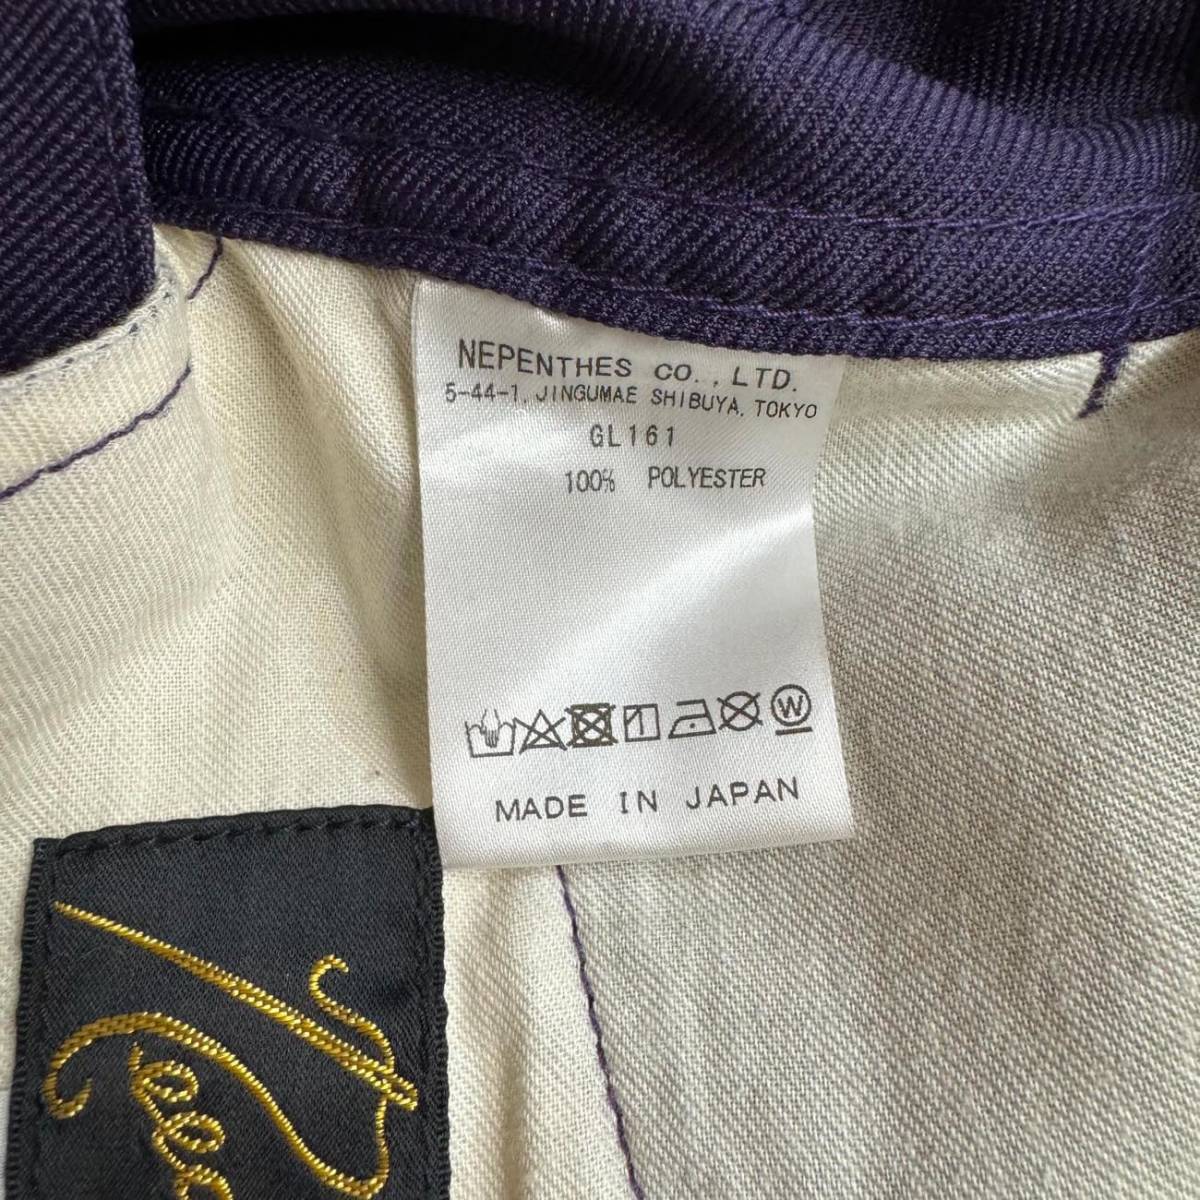 NEPENTHES CO., LTD.
5-44-1, JINGUMAE SHIBUYA, TOKYO
GL161
100% POLYESTER
W
MADE IN JAPAN